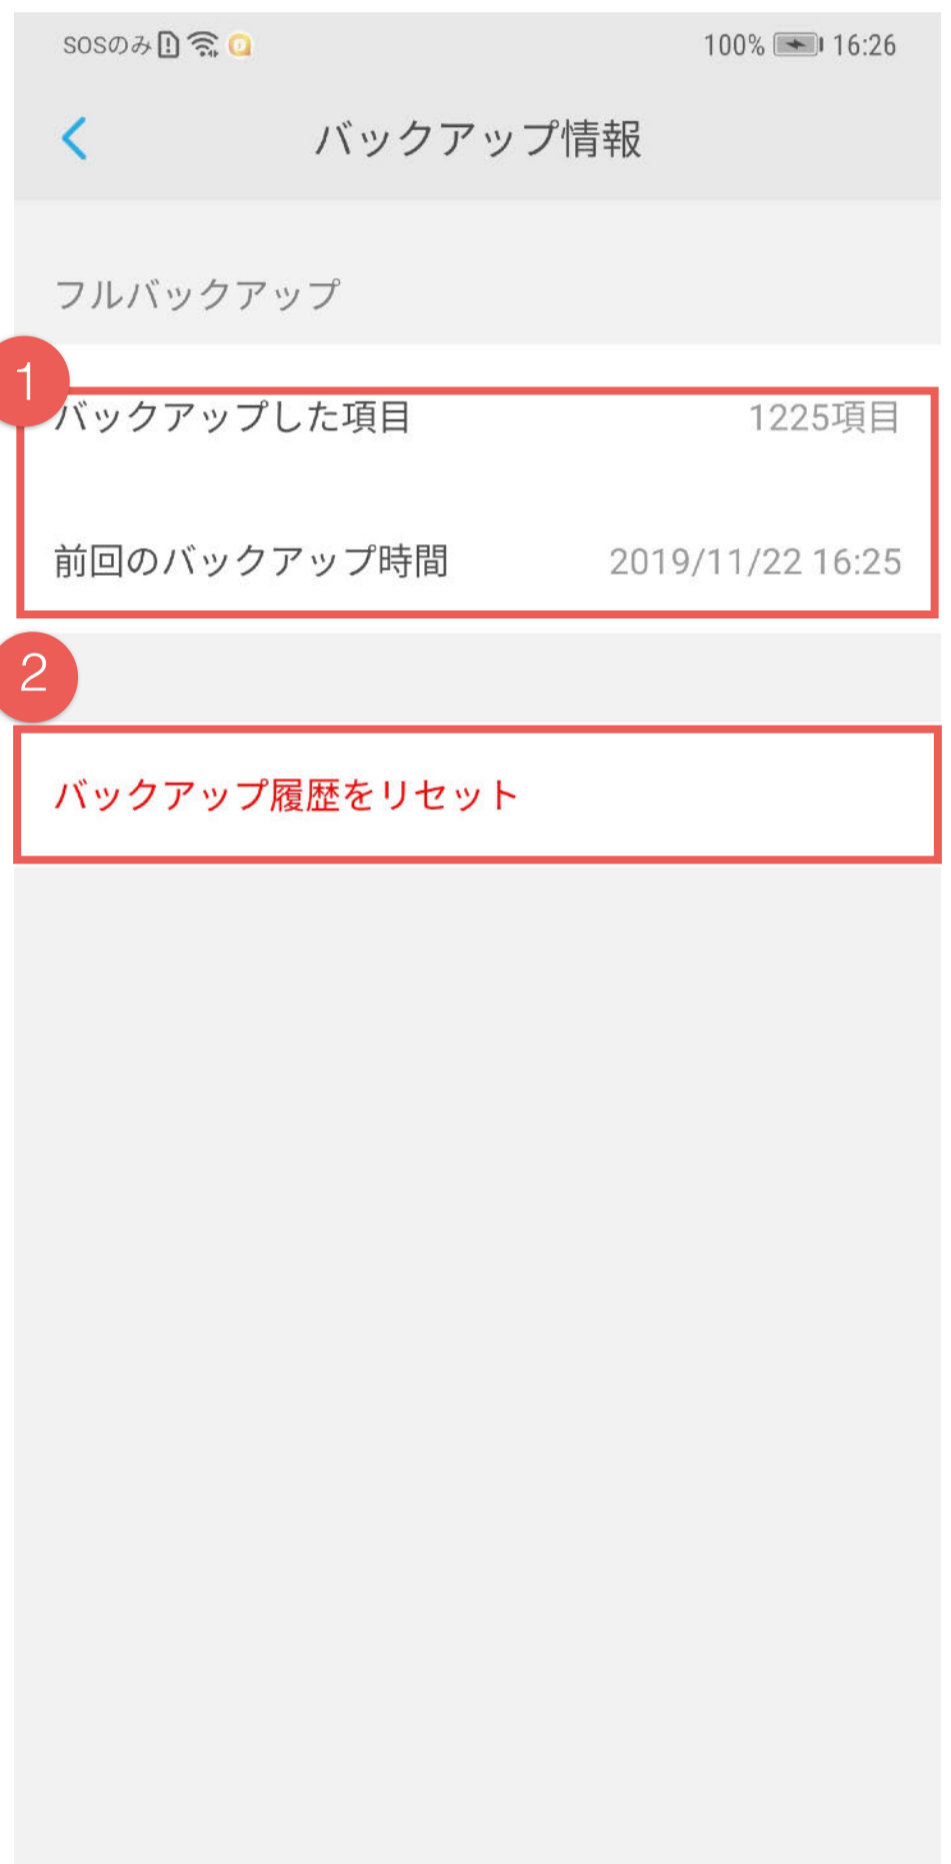 SOSのみ 100% 16:26
バックアップ情報
フルバックアップ
1
バックアップした項目 1225項目
前回のバックアップ時間 2019/11/22 16:25
2
バックアップ履歴をリセット